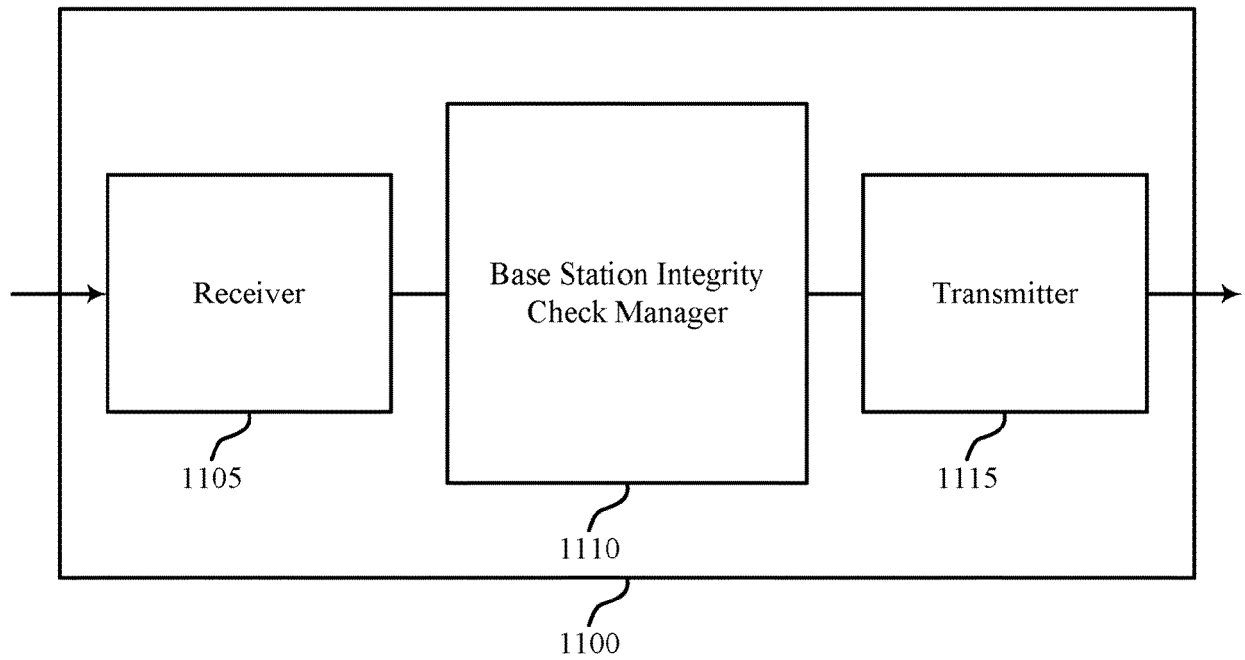 Receiver
Base Station Integrity
Check Manager
Transmitter
1105
1115
1110
1100